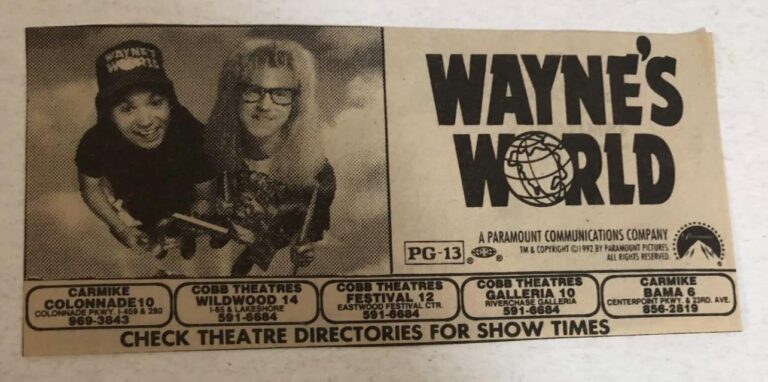 WAYNE'S
WORLD
WAYNE'S
WORLD
A PARAMOUNT COMMUNICATIONS COMPANY
TM & COPYRIGHT ©1992 BY PARAMOUNT PICTURES.
ALL RIGHTS RESERVED.
PG-13 ®
Paramount
CARMIKE
COLONNADE 10
COLONNADE PKWY. I-459 & 280
969-3843
COBB THEATRES
WILDWOOD 14
I-65 & LAKESHORE
591-6684
COBB THEATRES
FESTIVAL 12
EASTWOOD FESTIVAL CTR.
591-6684
COBB THEATRES
GALLERIA 10
RIVERCHASE GALLERIA
591-6684
CARMIKE
BAMA 6
CENTERPOINT PKWY. & 23RD. AVE.
856-2819
CHECK THEATRE DIRECTORIES FOR SHOW TIMES